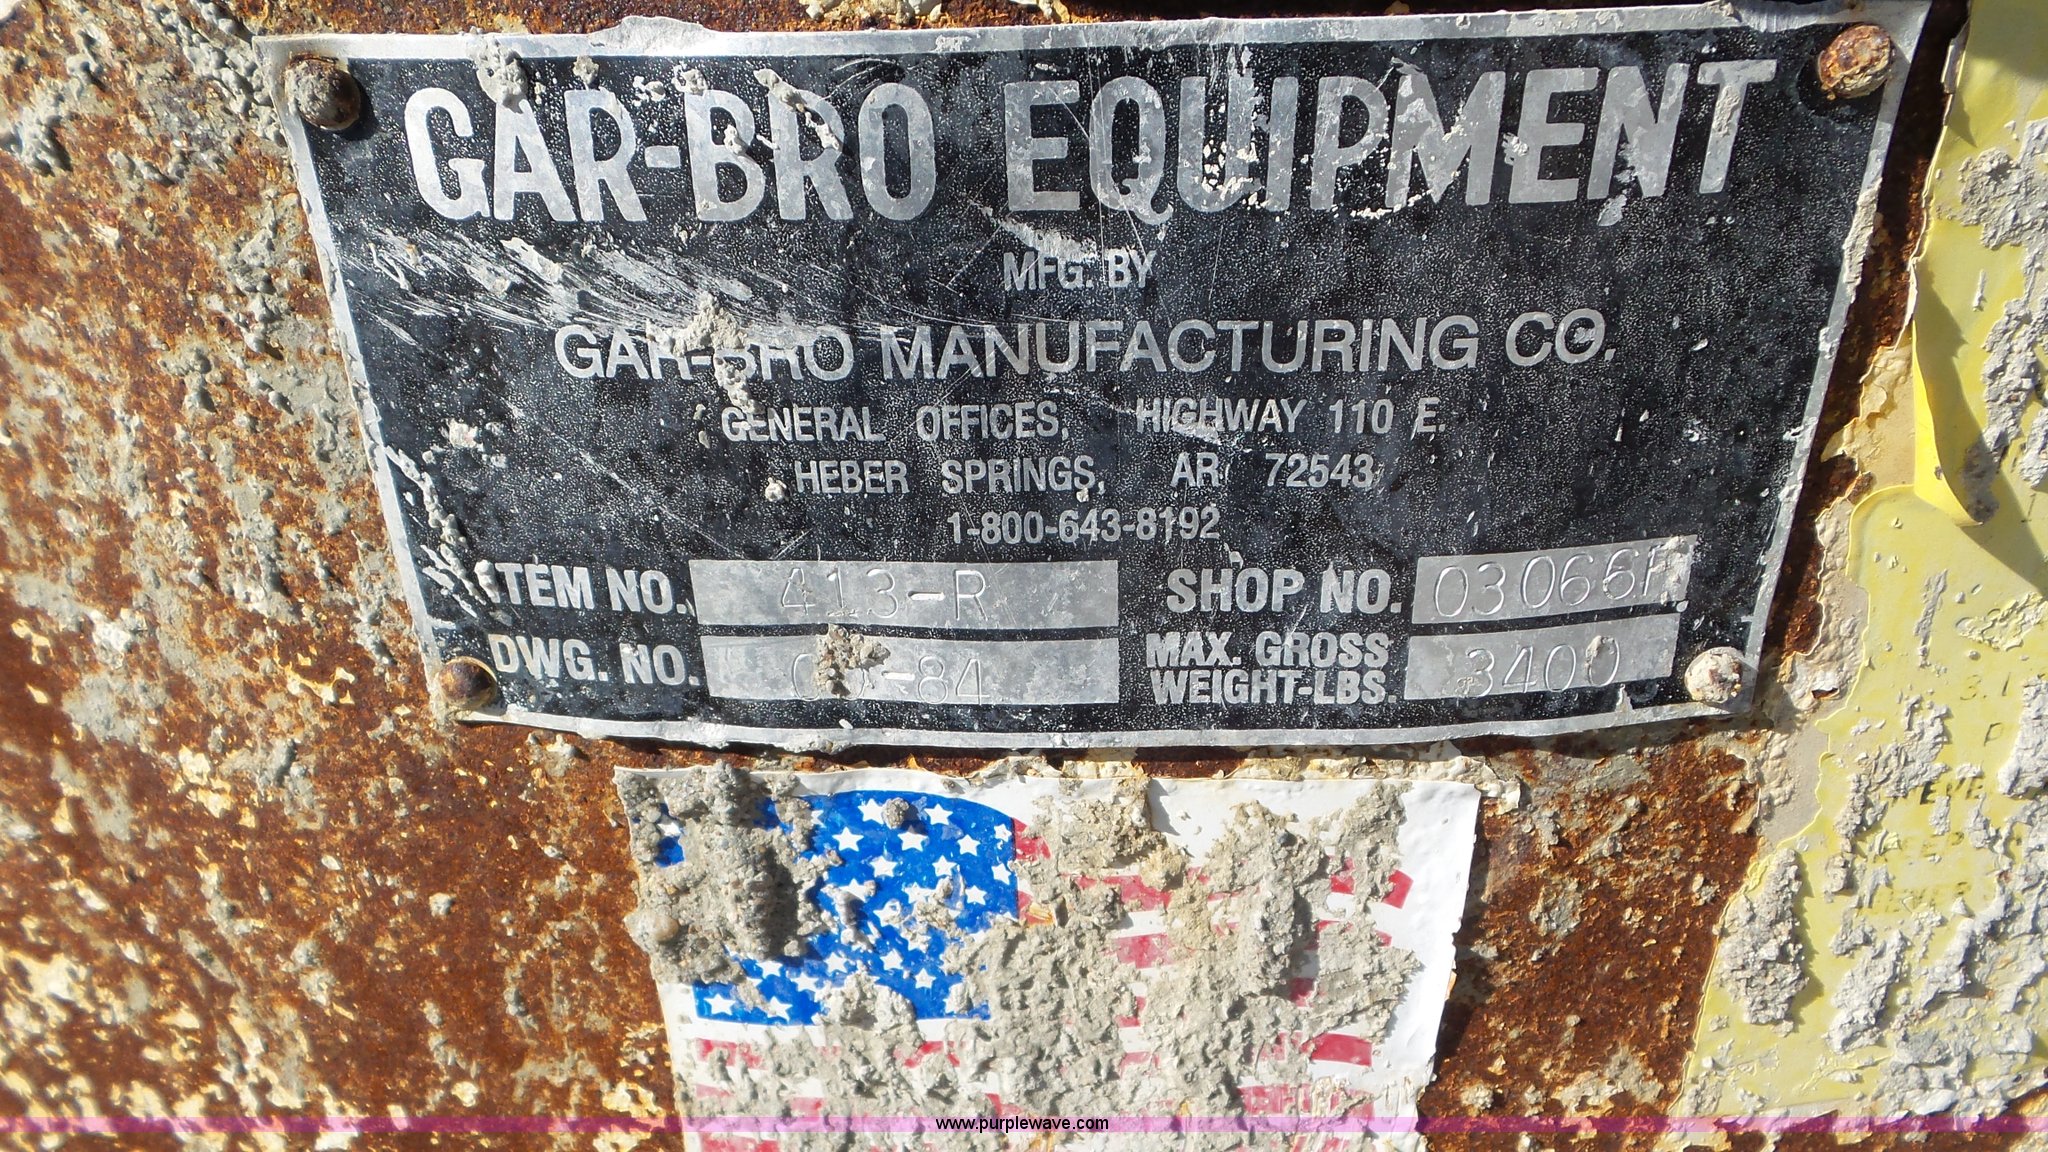 GAR-BRO EQUIPMENT
MFG. BY
GAR-BRO MANUFACTURING CO.
GENERAL OFFICES, HIGHWAY 110 E.
HEBER SPRINGS, AR 72543
1-800-643-8192
ITEM NO. 413-R SHOP NO.
DWG. NO. MAX. GROSS WEIGHT-LBS. 3400
www.purplewave.com